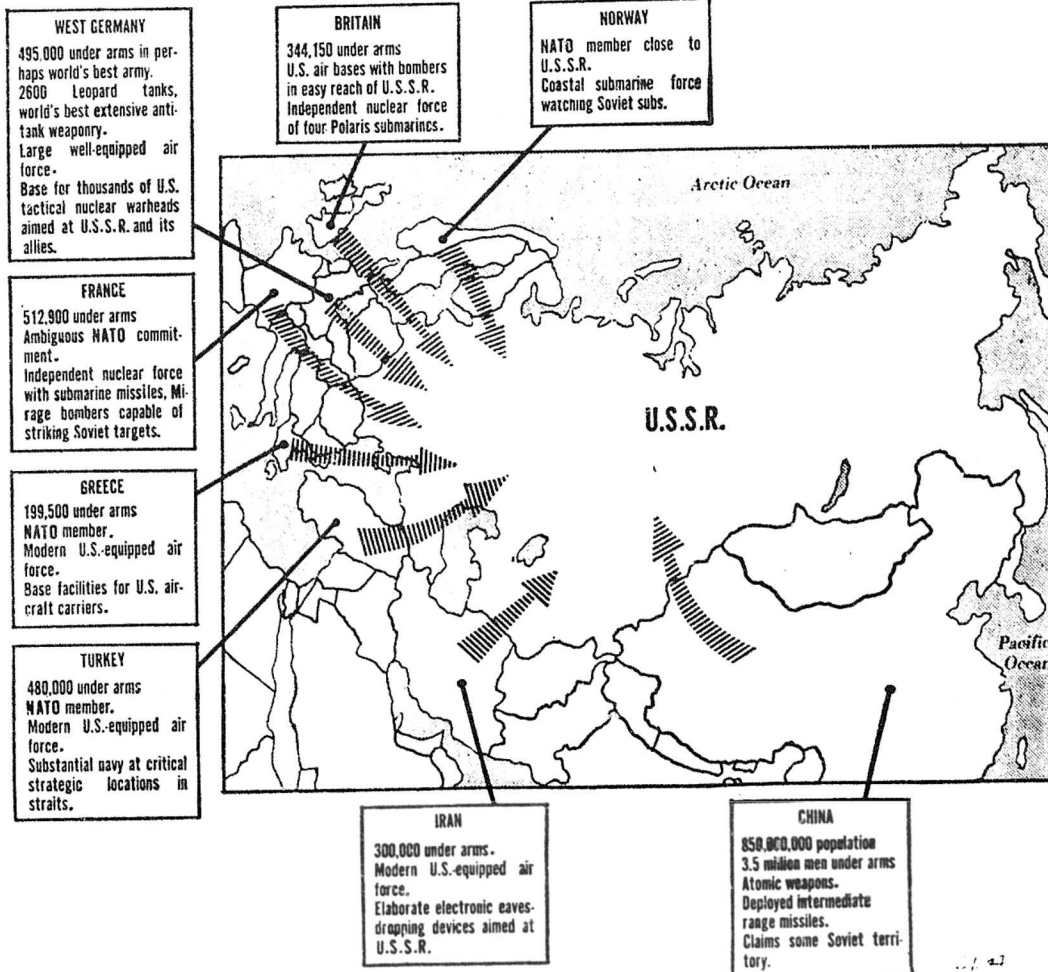 WEST GERMANY
495,000 under arms in per-
haps world's best army.
2600 Leopard tanks,
world's best extensive anti-
tank weaponry.
Large well-equipped air
force.
Base for thousands of U.S.
tactical nuclear warheads
aimed at U.S.S.R. and its
allies.
BRITAIN
344,150 under arms
U.S. air bases with bombers
in easy reach of U.S.S.R.
Independent nuclear force
of four Polaris submarines.
NORWAY
NATO member close to
U.S.S.R.
Coastal submarine force
watching Soviet subs.
FRANCE
512,900 under arms
Ambiguous NATO commit-
ment.
Independent nuclear force
with submarine missiles, Mi-
rage bombers capable of
striking Soviet targets.
GREECE
199,500 under arms
NATO member.
Modern U.S.-equipped air
force.
Base facilities for U.S. air-
craft carriers.
TURKEY
480,000 under arms
NATO member.
Modern U.S.-equipped air
force.
Substantial navy at critical
strategic locations in
straits.
Arctic Ocean
U.S.S.R.
Pacific
Ocean
IRAN
300,000 under arms.
Modern U.S.-equipped air
force.
Elaborate electronic eaves-
dropping devices aimed at
U.S.S.R.
CHINA
850,000,000 population
3.5 million men under arms
Atomic weapons.
Deployed intermediate
range missiles.
Claims some Soviet terri-
tory.